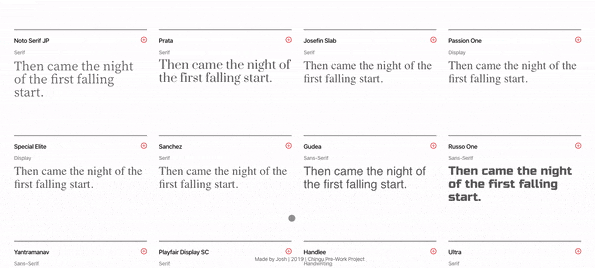 Noto Serif JP
Serif
Then came the night
of the first falling
start.
Prata
Serif
Then came the night of
the first falling start.
Josefin Slab
Serif
Then came the night of the
first falling start.
Passion One
Display
Then came the night of the
first falling start.
Special Elite
Display
Then came the night of the
first falling start.
Sanchez
Serif
Then came the night of the
first falling start.
Gudea
Sans-Serif
Then came the night of
the first falling start.
Russo One
Sans-Serif
Then came the night
of the first falling
start.
Yantramanav
Sans-Serif
Playfair Display SC
Serif
Handlee
Handwriting
Ultra
Serif
Made by Josh | 2019 | Chingu Pre-Work Project